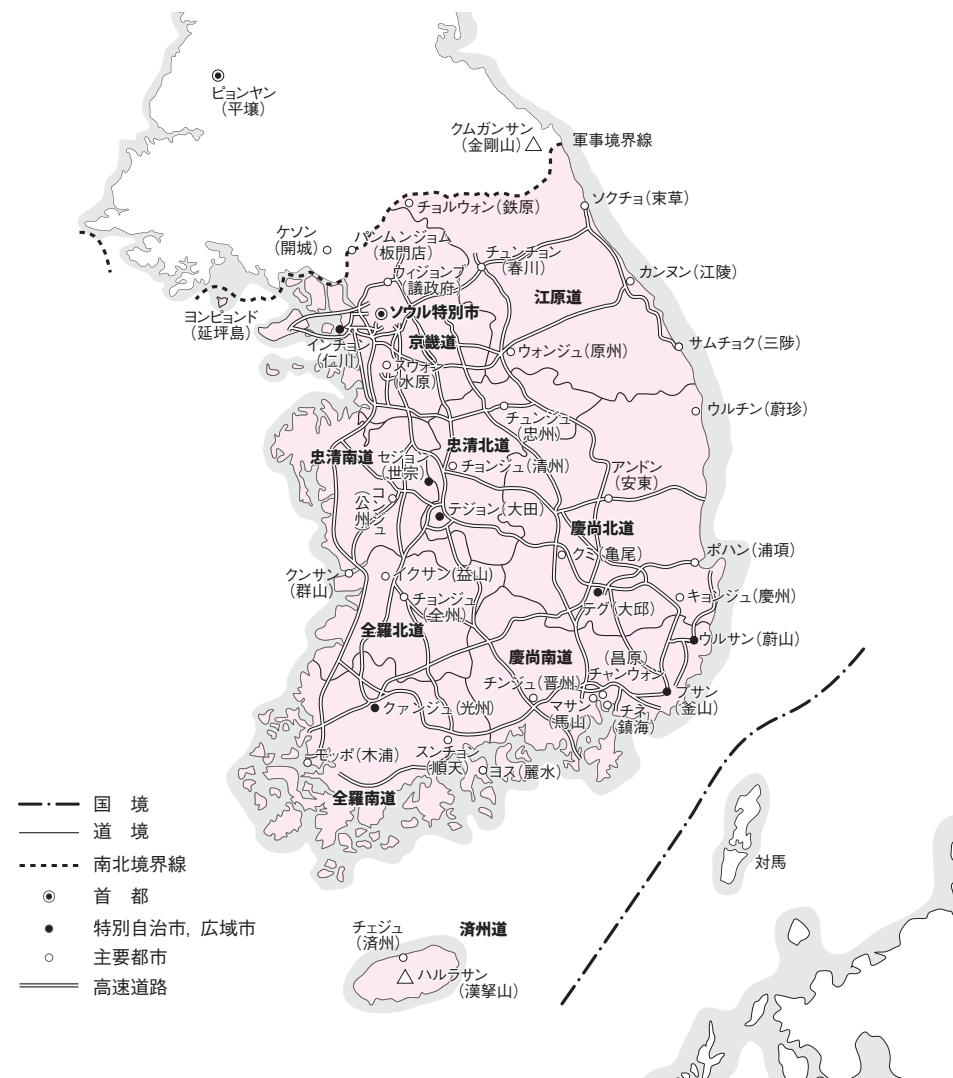 ピョンヤン
(平壌)
クムガンサン
(金剛山)
軍事境界線
ソクチョ(束草)
チョルウォン(鉄原)
ケソン
(開城)
パンムンジョム
(板門店)
チュンチョン
(春川)
ウィジョンブ
(議政府)
カンヌン(江陵)
江原道
ヨンピョンド
(延坪島)
ソウル特別市
インチョン
(仁川)
京畿道
サムチョク(三陟)
ウォンジュ(原州)
スウォン
(水原)
ウルチン(蔚珍)
チュンジュ
(忠州)
忠清北道
忠清南道
セジョン
(世宗)
チョンジュ(清州)
アンドン
(安東)
コンジュ
(公州)
テジョン(大田)
慶尚北道
クミ(亀尾)
ポハン(浦項)
クンサン
(群山)
イクサン(益山)
チョンジュ
(全州)
テグ(大邱)
キョンジュ(慶州)
全羅北道
ウルサン(蔚山)
慶尚南道
(昌原)
チャンウォン
チンジュ(晋州)
マサン
(馬山)
チネ
(鎮海)
プサン
(釜山)
クァンジュ(光州)
モッポ(木浦)
スンチョン
(順天)
ヨス(麗水)
全羅南道
対馬
チェジュ
(済州)
済州道
ハルラサン
(漢拏山)
国 境
道 境
南北境界線
首 都
特別自治市, 広域市
主要都市
高速道路